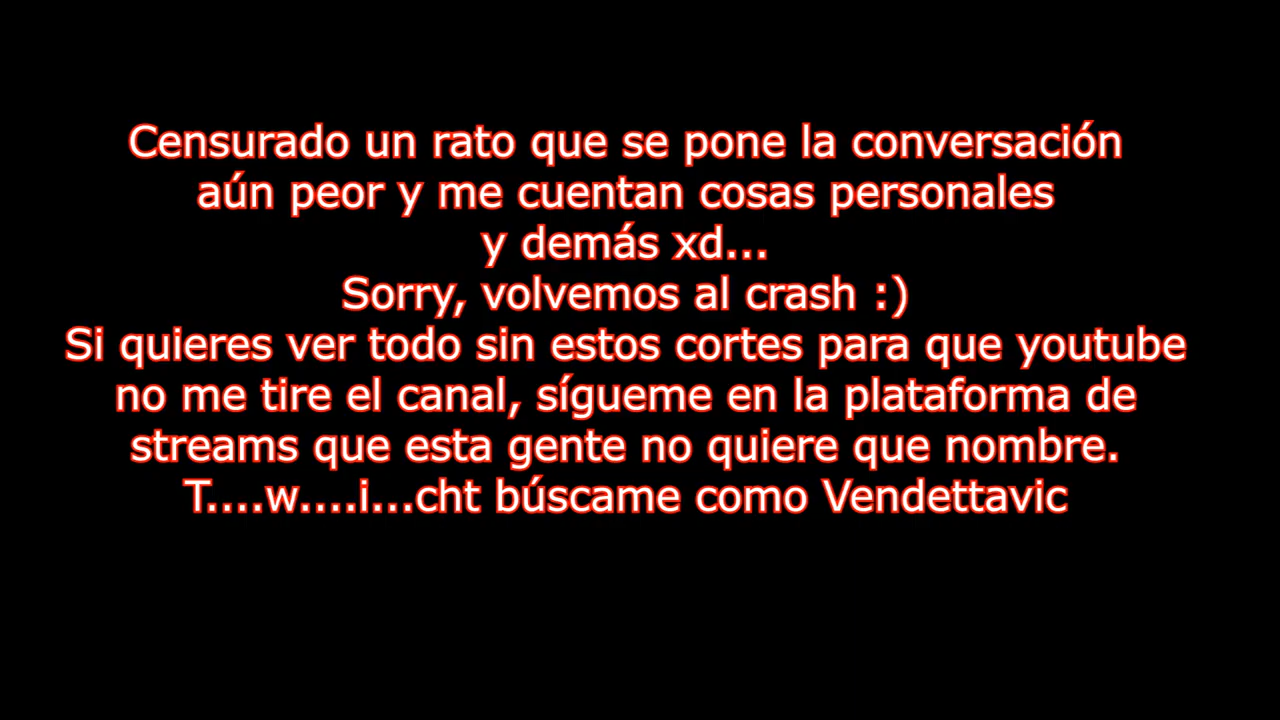 Censurado un rato que se pone la conversación
aún peor y me cuentan cosas personales
y demás xd...
Sorry, volvemos al crash :)
Si quieres ver todo sin estos cortes para que youtube
no me tire el canal, sígueme en la plataforma de
streams que esta gente no quiere que nombre.
T....w....i...cht búscame como Vendettavic